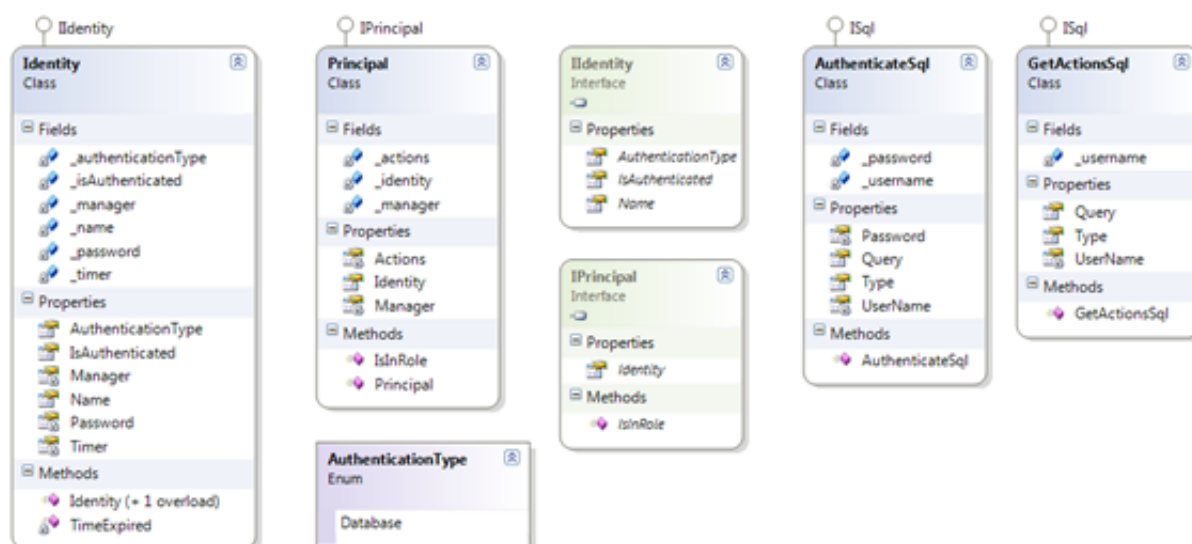 IIdentity
Identity
Class
Fields
_authenticationType
_isAuthenticated
_manager
_name
_password
_timer
Properties
AuthenticationType
IsAuthenticated
Manager
Name
Password
Timer
Methods
Identity (+ 1 overload)
TimeExpired
IPrincipal
Principal
Class
Fields
_actions
_identity
_manager
Properties
Actions
Identity
Manager
Methods
IsInRole
Principal
AuthenticationType
Enum
Database
IIdentity
Interface
Properties
AuthenticationType
IsAuthenticated
Name
IPrincipal
Interface
Properties
Identity
Methods
IsInRole
ISql
AuthenticateSql
Class
Fields
_password
_username
Properties
Password
Query
Type
UserName
Methods
AuthenticateSql
ISql
GetActionsSql
Class
Fields
_username
Properties
Query
Type
UserName
Methods
GetActionsSql